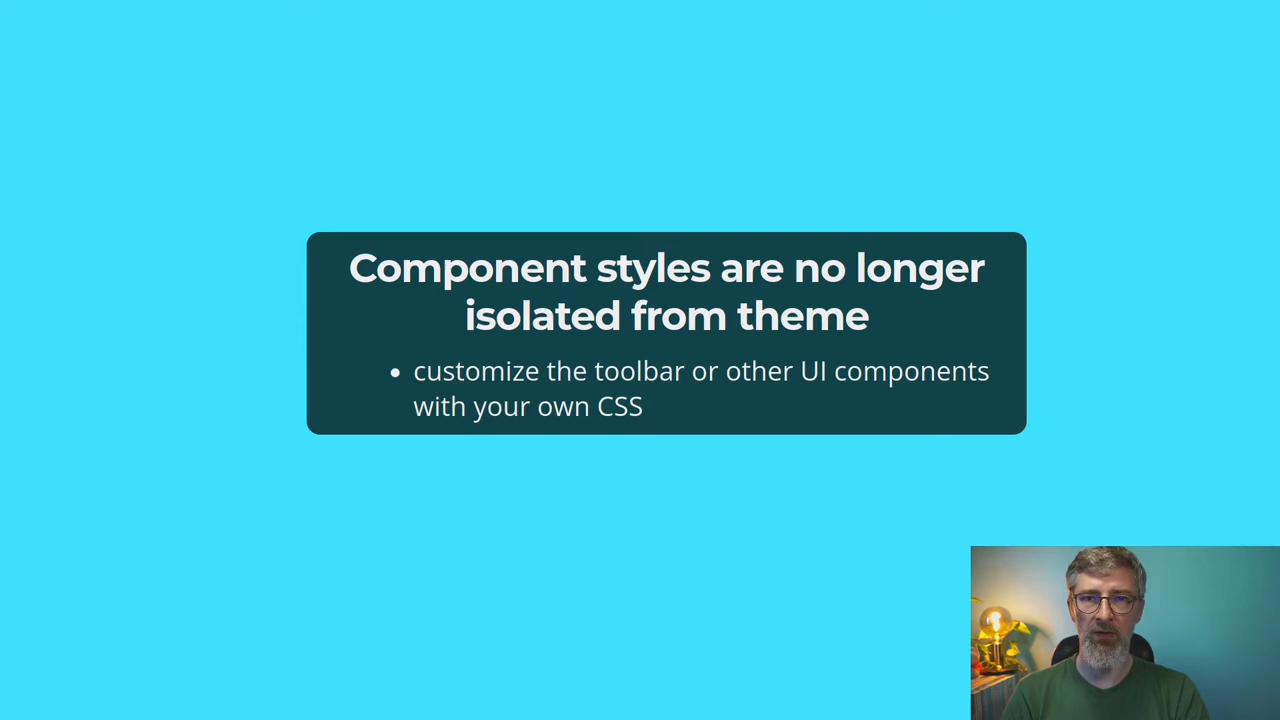 Component styles are no longer
isolated from theme
• customize the toolbar or other UI components
with your own CSS